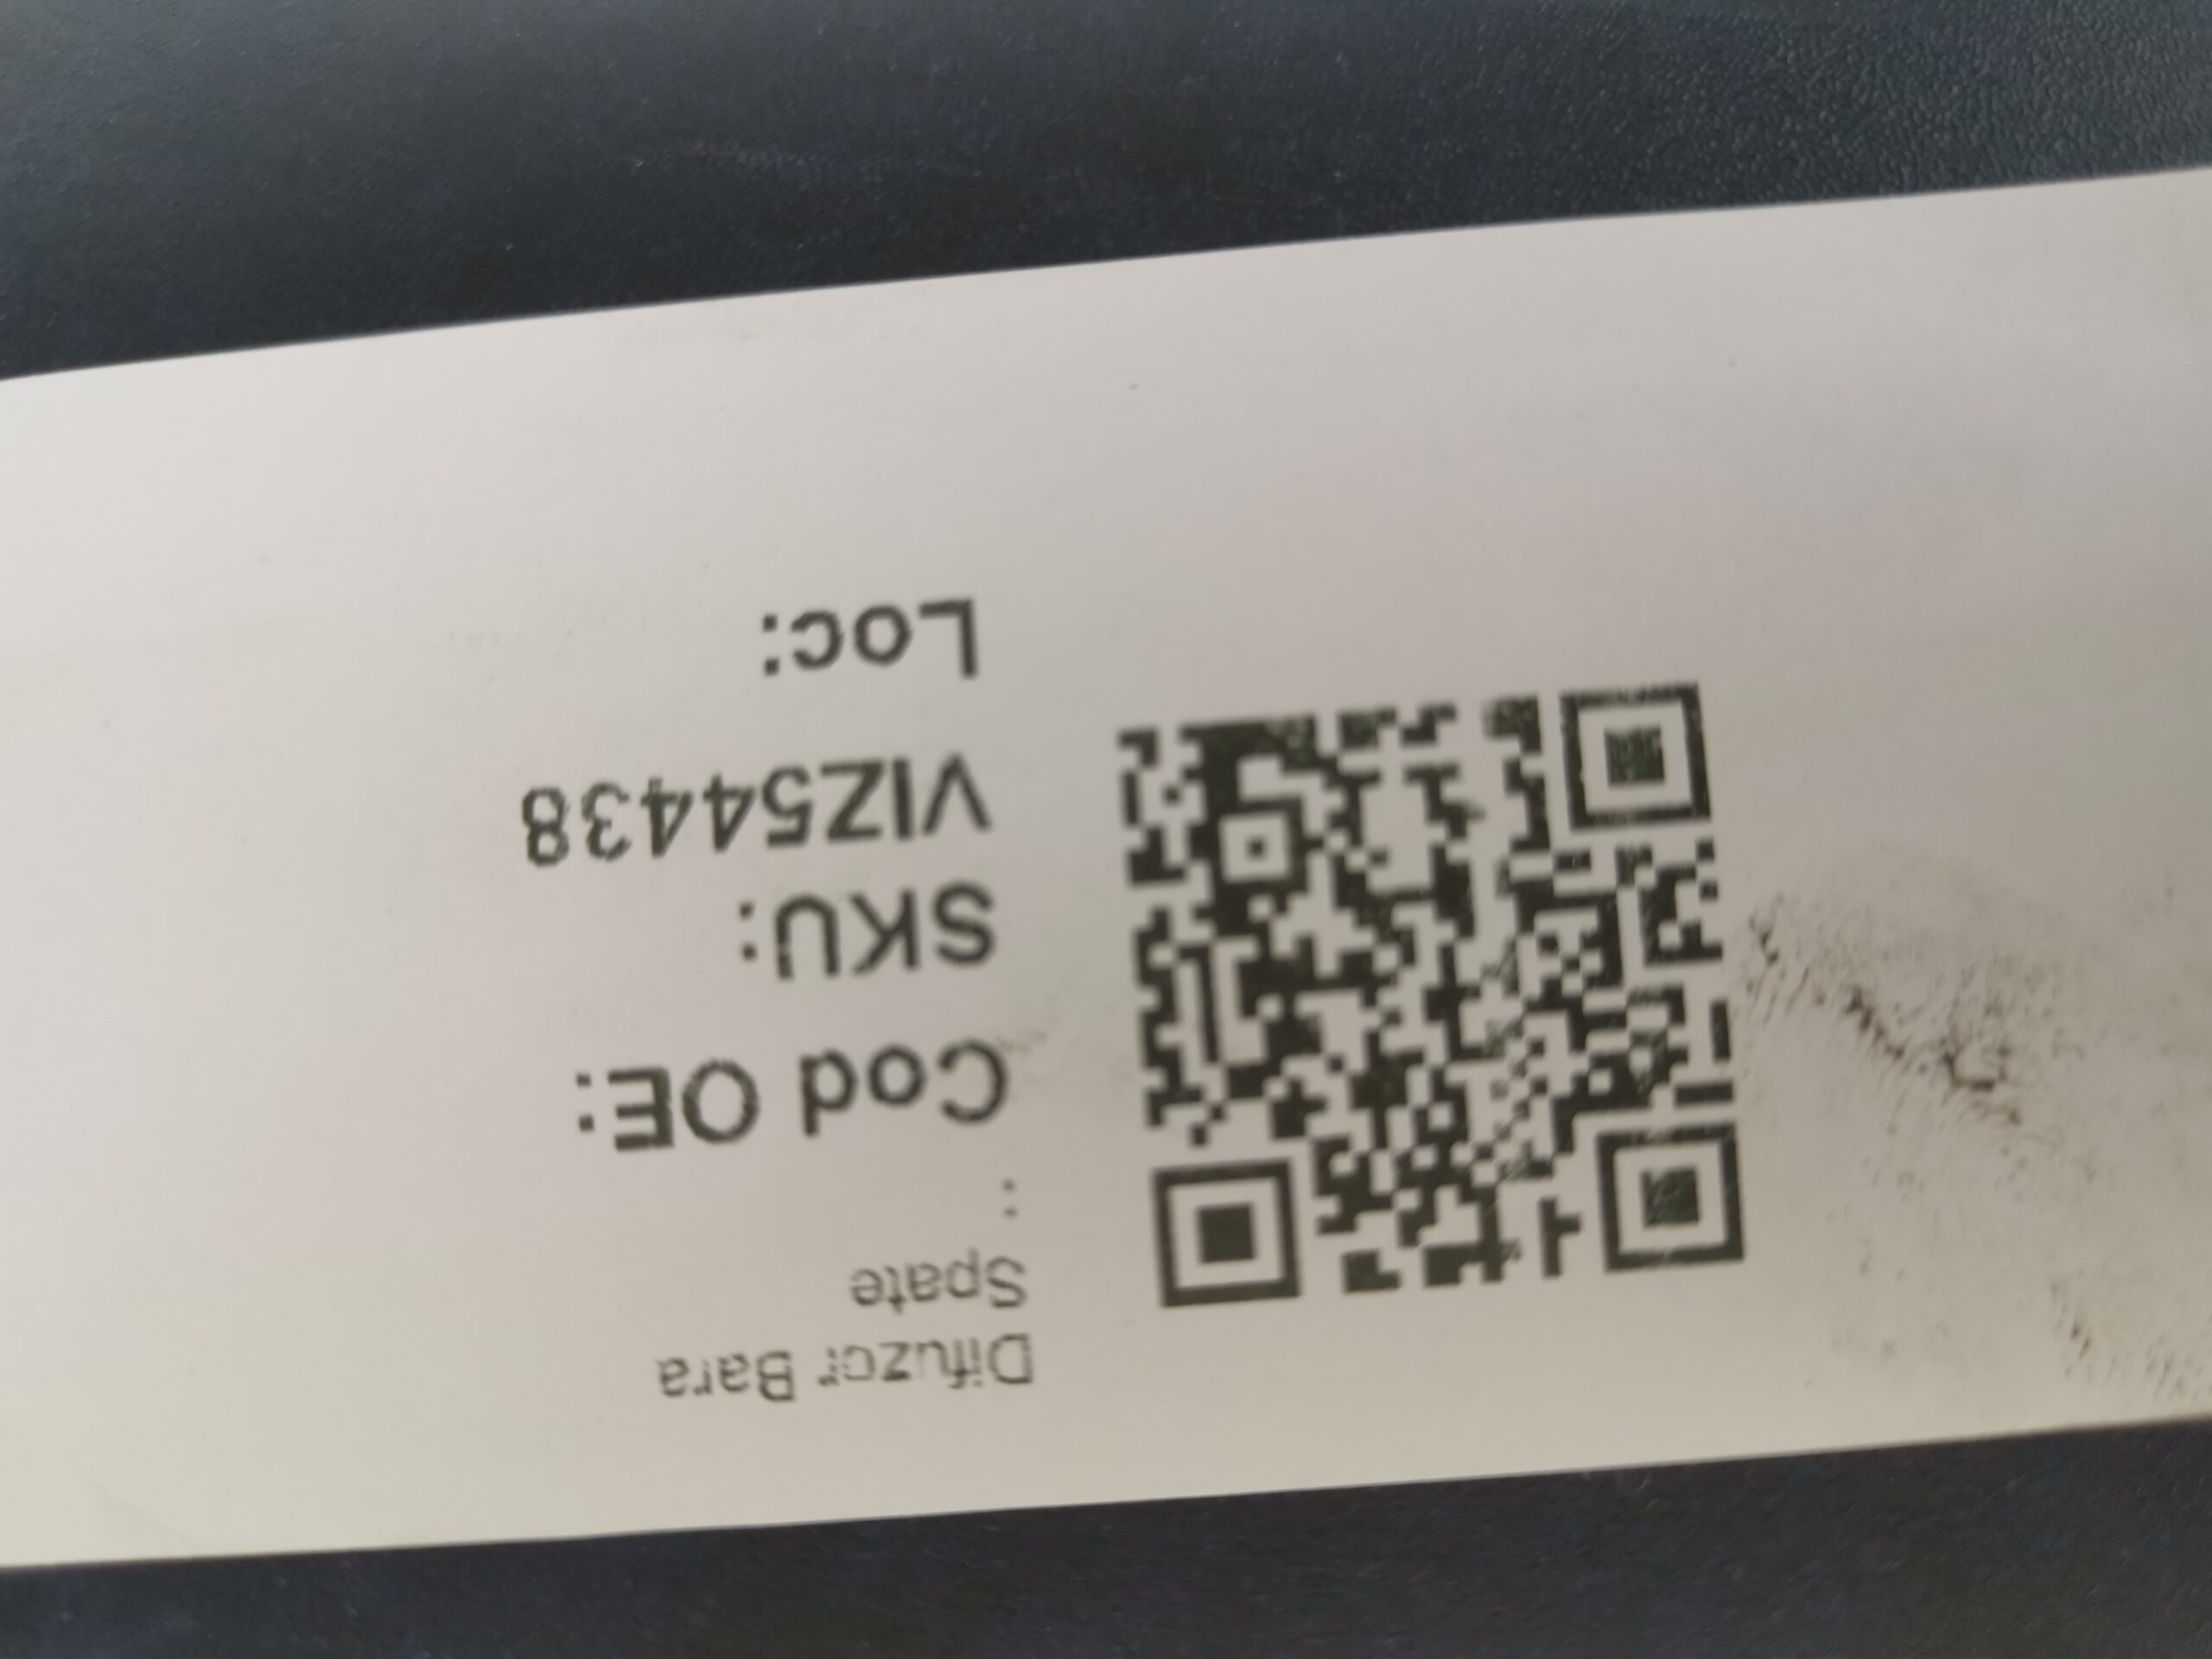 Difuzor Bara
Spate
:
Cod OE:
SKU:
VIZ54438
Loc: